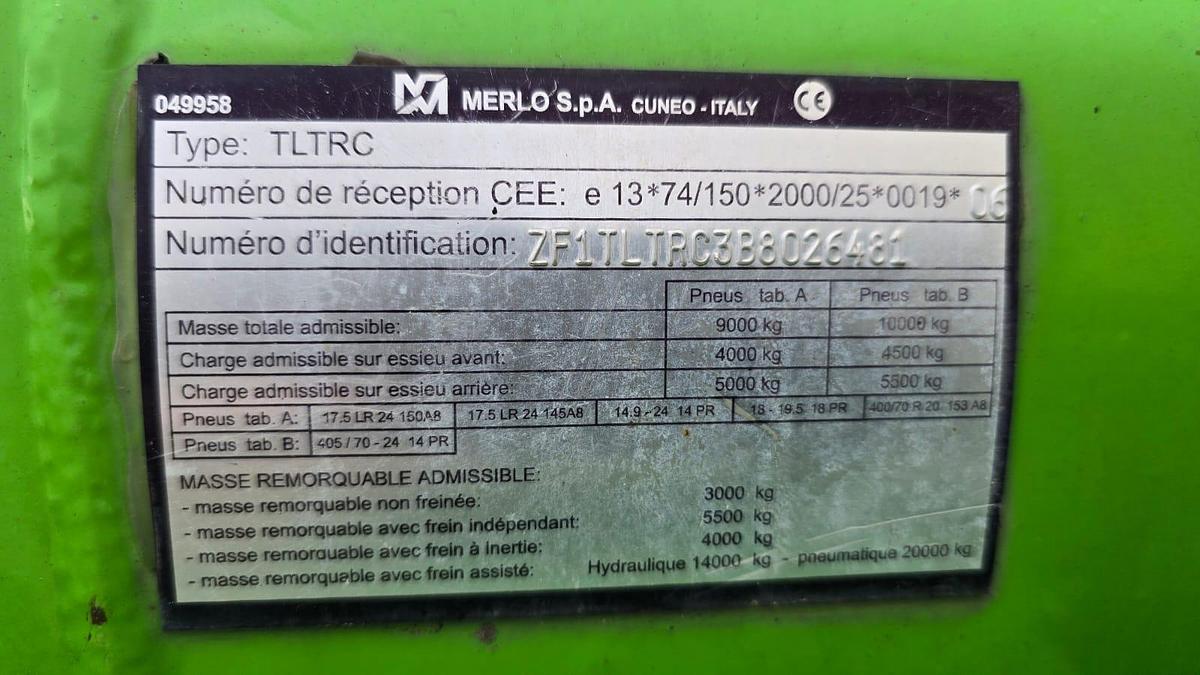 049958 MERLO S.p.A. CUNEO - ITALY CE
Type: TLTRC
Numéro de réception CEE: e 13*74/150*2000/25*0019* 06
Numéro d'identification: ZF1TLTRC3B8026481
Pneus tab. A Pneus tab. B
Masse totale admissible: 9000 kg 10000 kg
Charge admissible sur essieu avant: 4000 kg 4500 kg
Charge admissible sur essieu arrière: 5000 kg 5500 kg
Pneus tab. A: 17.5 LR 24 150A8 17.5 LR 24 145A8 14.9 - 24 14 PR 18 - 19.5 18 PR 400/70 R 20 153 A8
Pneus tab. B: 405 / 70 - 24 14 PR
MASSE REMORQUABLE ADMISSIBLE:
- masse remorquable non freinée: 3000 kg
- masse remorquable avec frein indépendant: 5500 kg
- masse remorquable avec frein à inertie: 4000 kg
- masse remorquable avec frein assisté: Hydraulique 14000 kg - pneumatique 20000 kg